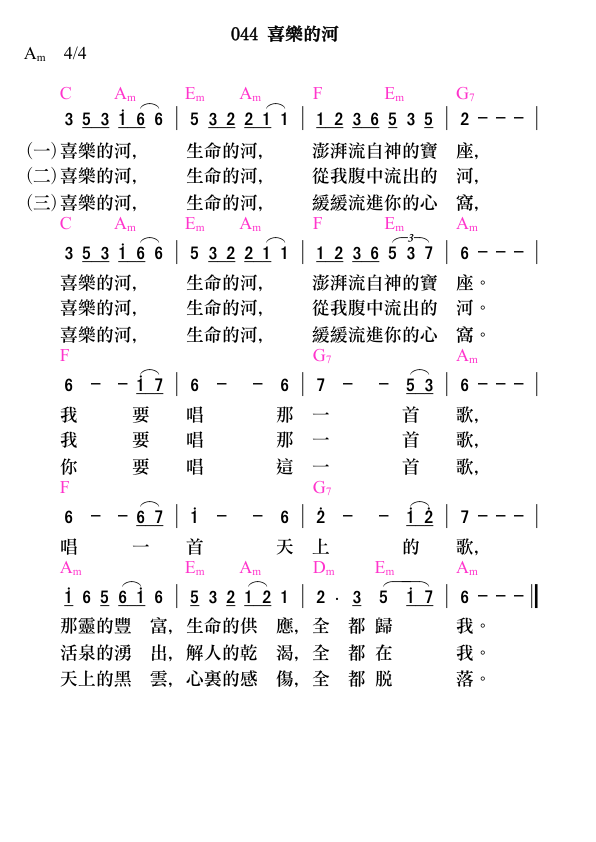 044 喜樂的河
Am 4/4
C Am Em Am F Em G7
3 5 3 i 6 6 | 5 3 2 2 1 1 | 1 2 3 6 5 3 5 | 2 - - - |
(一)喜樂的河, 生命的河, 澎湃流自神的寶 座,
(二)喜樂的河, 生命的河, 從我腹中流出的 河,
(三)喜樂的河, 生命的河, 緩緩流進你的心 窩,
C Am Em Am F Em Am
3 5 3 i 6 6 | 5 3 2 2 1 1 | 1 2 3 6 5 3 7 | 6 - - - |
3
喜樂的河, 生命的河, 澎湃流自神的寶 座。
喜樂的河, 生命的河, 從我腹中流出的 河。
喜樂的河, 生命的河, 緩緩流進你的心 窩。
F G7 Am
6 - - i 7 | 6 - - 6 | 7 - - 5 3 | 6 - - - |
我 要 唱 那 一 首 歌,
我 要 唱 那 一 首 歌,
你 要 唱 這 一 首 歌,
F G7
6 - - 6 7 | i - - 6 | 2̇ - - i 2̇ | 7 - - - |
唱 一 首 天 上 的 歌,
Am Em Am Dm Em Am
i 6 5 6 i 6 | 5 3 2 1 2 1 | 2 . 3 5 i 7 | 6 - - - ‖
那靈的豐 富, 生命的供 應, 全 都 歸 我。
活泉的湧 出, 解人的乾 渴, 全 都 在 我。
天上的黑 雲, 心裏的感 傷, 全 都 脱 落。